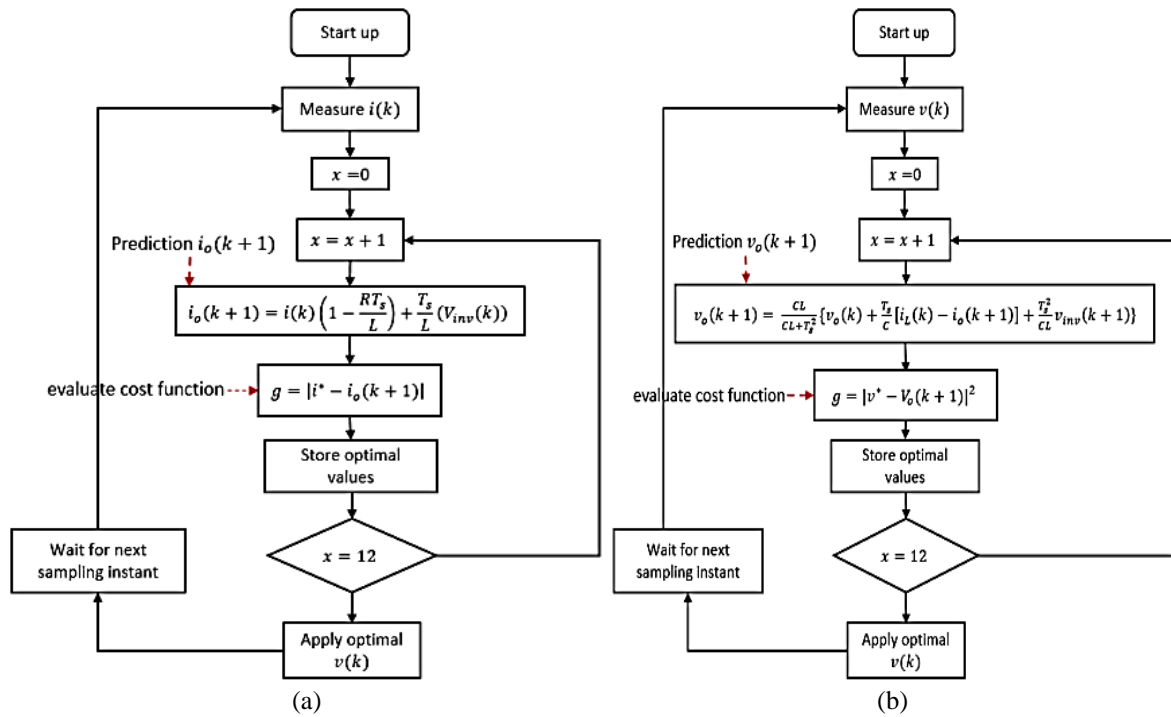 Start up
Measure i(k)
x =0
x = x + 1
Prediction i_o(k + 1)
i_o(k + 1) = i(k) (1 − RT_s/L) + T_s/L (V_inv(k))
evaluate cost function
g = |i* − i_o(k + 1)|
Store optimal
values
x = 12
Wait for next
sampling instant
Apply optimal
v(k)
(a)
Start up
Measure v(k)
x =0
x = x + 1
Prediction v_o(k + 1)
v_o(k + 1) = CL/(CL+T_s^2) {v_o(k) + T_s/C [i_L(k) − i_o(k + 1)] + T_s^2/CL v_inv(k + 1)}
evaluate cost function
g = |v* − V_o(k + 1)|^2
Store optimal
values
x = 12
Wait for next
sampling Instant
Apply optimal
v(k)
(b)